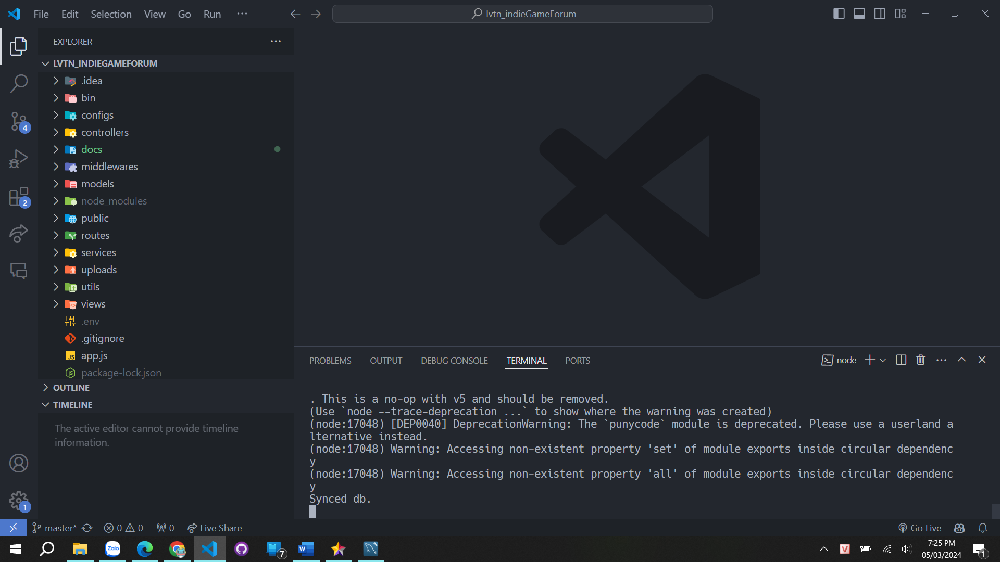 File Edit Selection View Go Run ···
lvtn_indieGameForum
EXPLORER
LVTN_INDIEGAMEFORUM
.idea
bin
configs
controllers
docs
middlewares
models
node_modules
public
routes
services
uploads
utils
views
.env
.gitignore
JS app.js
package-lock.json
OUTLINE
TIMELINE
The active editor cannot provide timeline
information.
4
2
1
PROBLEMS OUTPUT DEBUG CONSOLE TERMINAL PORTS
node
. This is a no-op with v5 and should be removed.
(Use `node --trace-deprecation ...` to show where the warning was created)
(node:17048) [DEP0040] DeprecationWarning: The `punycode` module is deprecated. Please use a userland a
lternative instead.
(node:17048) Warning: Accessing non-existent property 'set' of module exports inside circular dependenc
y
(node:17048) Warning: Accessing non-existent property 'all' of module exports inside circular dependenc
y
Synced db.
master* 0 0 0 Live Share
Go Live
Zalo
7
W
V
7:25 PM
05/03/2024
1